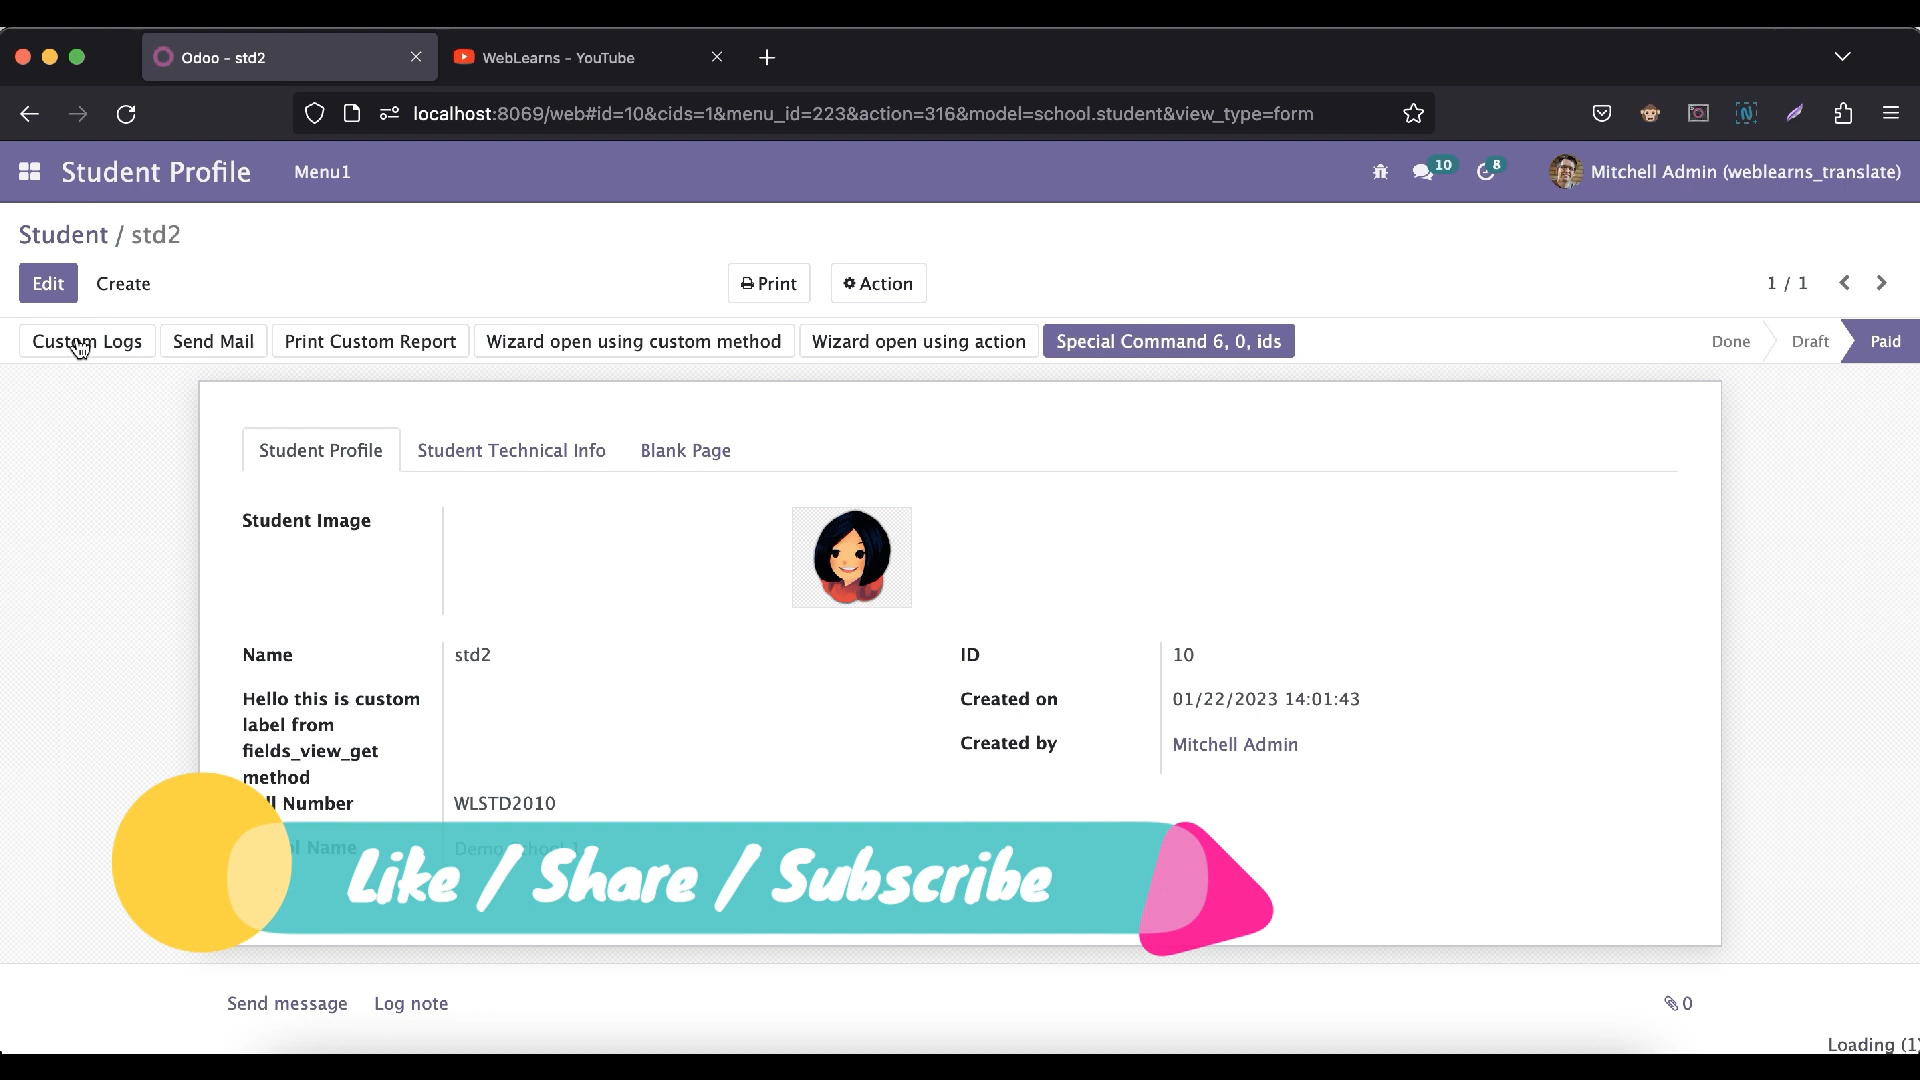 Odoo - std2
WebLearns - YouTube
localhost:8069/web#id=10&cids=1&menu_id=223&action=316&model=school.student&view_type=form
Student Profile
Menu1
10
8
Mitchell Admin (weblearns_translate)
Student / std2
Edit
Create
Print
Action
1 / 1
Custom Logs
Send Mail
Print Custom Report
Wizard open using custom method
Wizard open using action
Special Command 6, 0, ids
Done
Draft
Paid
Student Profile
Student Technical Info
Blank Page
Student Image
Name
std2
ID
10
Hello this is custom
label from
fields_view_get
method
Created on
01/22/2023 14:01:43
Created by
Mitchell Admin
Number
WLSTD2010
Name
Like / Share / Subscribe
Send message
Log note
0
Loading (1)